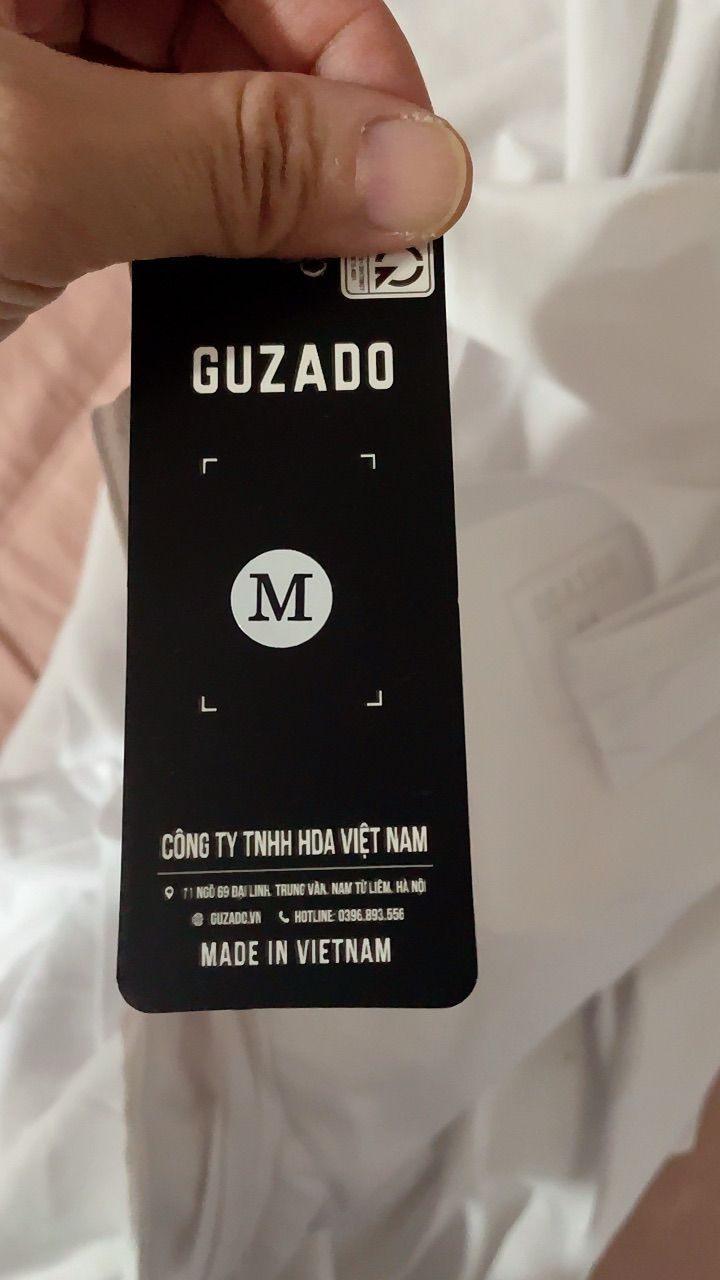 GUZADO
M
CÔNG TY TNHH HDA VIỆT NAM
NGÕ 69 ĐẠI LINH, TRUNG VĂN, NAM TỪ LIÊM, HÀ NỘI
GUZADO.VN HOTLINE: 0396.893.556
MADE IN VIETNAM